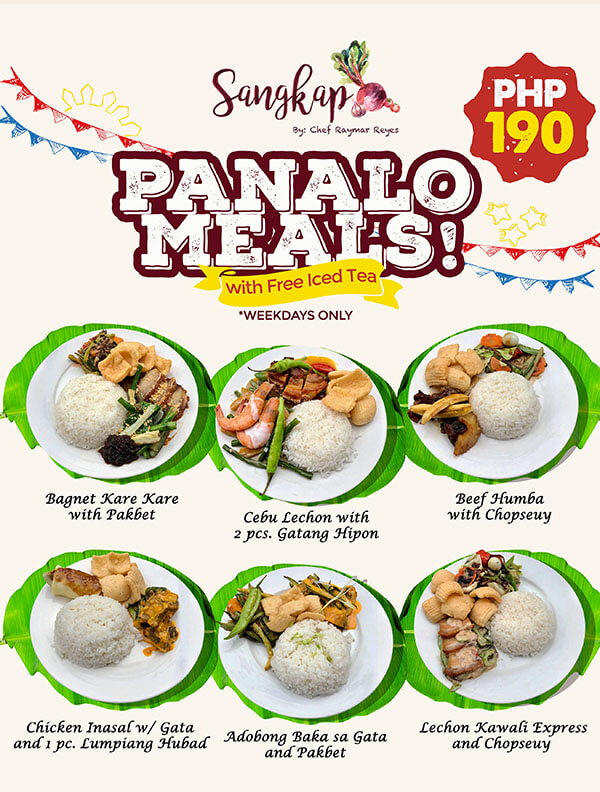 Sangkap
By: Chef Raymar Reyes
PHP
190
PANALO
MEALS!
with Free Iced Tea
*WEEKDAYS ONLY
Bagnet Kare Kare
with Pakbet
Cebu Lechon with
2 pcs. Gatang Hipon
Beef Humba
with Chopseuy
Chicken Inasal w/ Gata
and 1 pc. Lumpiang Hubad
Adobong Baka sa Gata
and Pakbet
Lechon Kawali Express
and Chopseuy